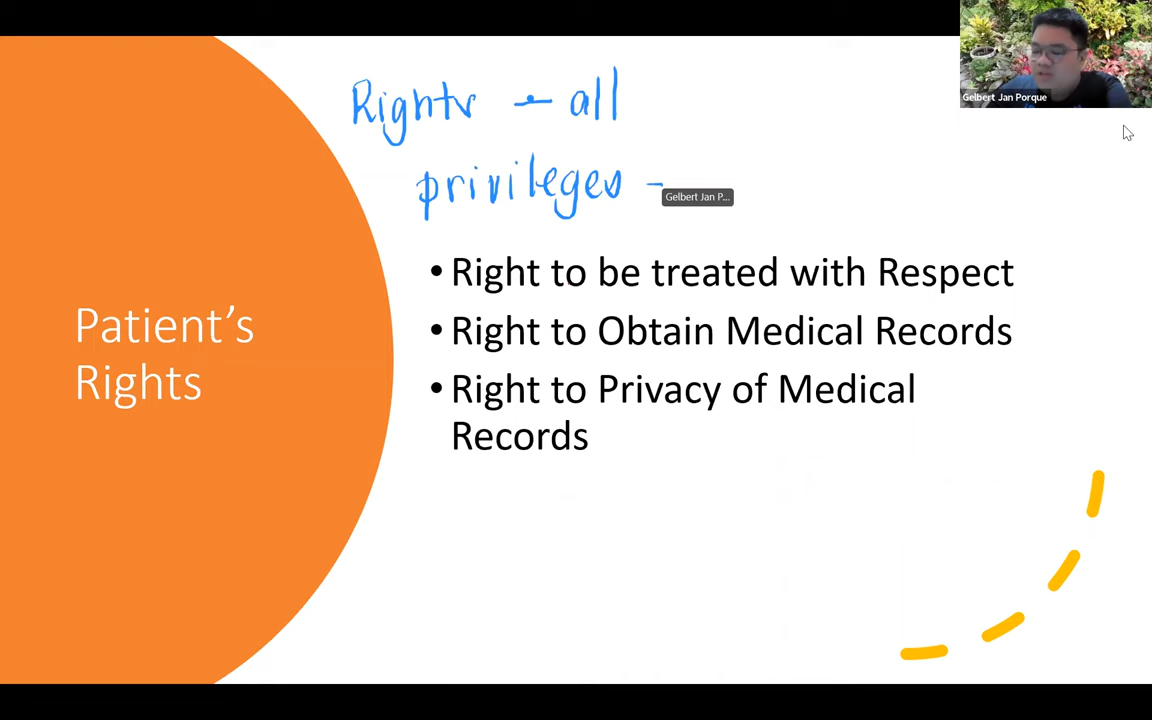 Gelbert Jan Porque
Rights - all
privileges -
Gelbert Jan P...
Patient's
Rights
• Right to be treated with Respect
• Right to Obtain Medical Records
• Right to Privacy of Medical
Records